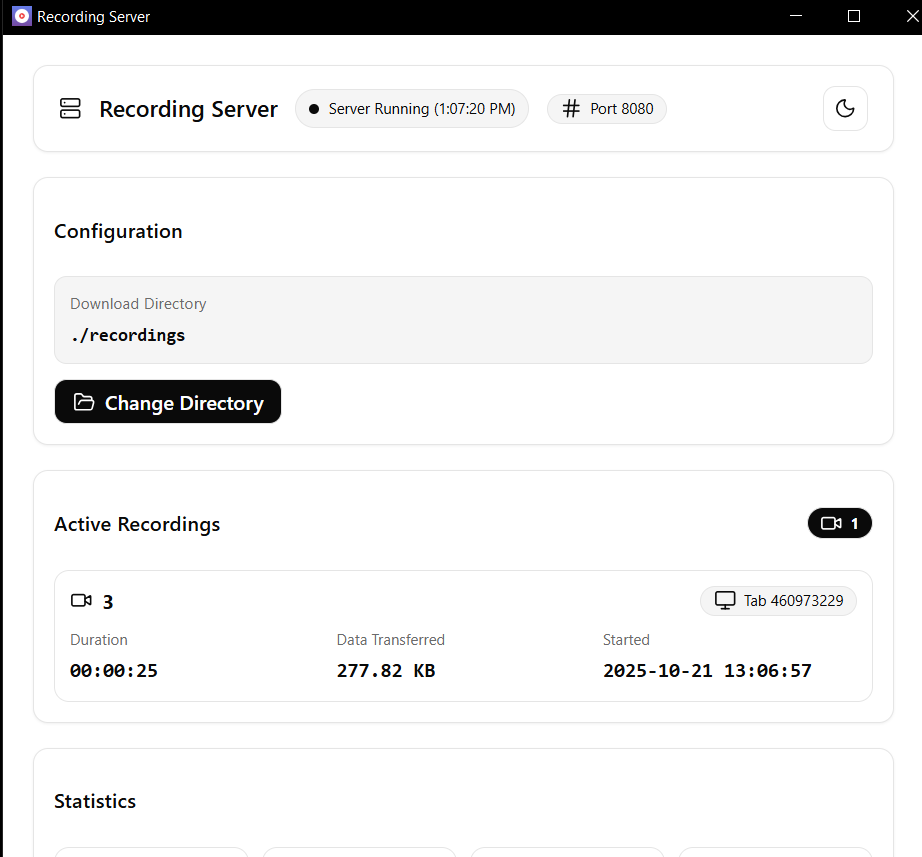 Recording Server
Recording Server
Server Running (1:07:20 PM)
Port 8080
Configuration
Download Directory
./recordings
Change Directory
Active Recordings
1
3
Tab 460973229
Duration
Data Transferred
Started
00:00:25
277.82 KB
2025-10-21 13:06:57
Statistics